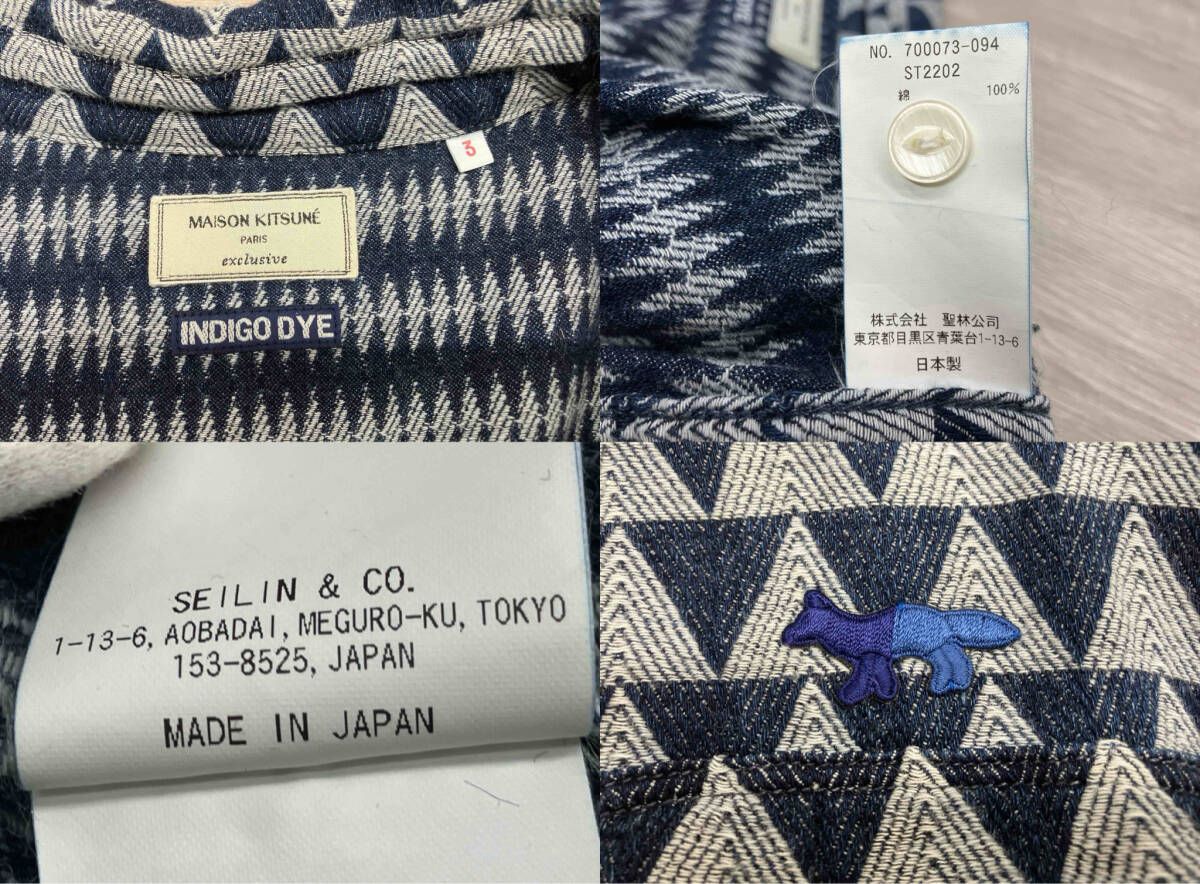 3
MAISON KITSUNÉ
PARIS
exclusive
INDIGO DYE
NO. 700073-094
ST2202
綿 100%
株式会社 聖林公司
東京都目黒区青葉台1-13-6
日本製
SEILIN & CO.
1-13-6, AOBADAI, MEGURO-KU, TOKYO
153-8525, JAPAN
MADE IN JAPAN